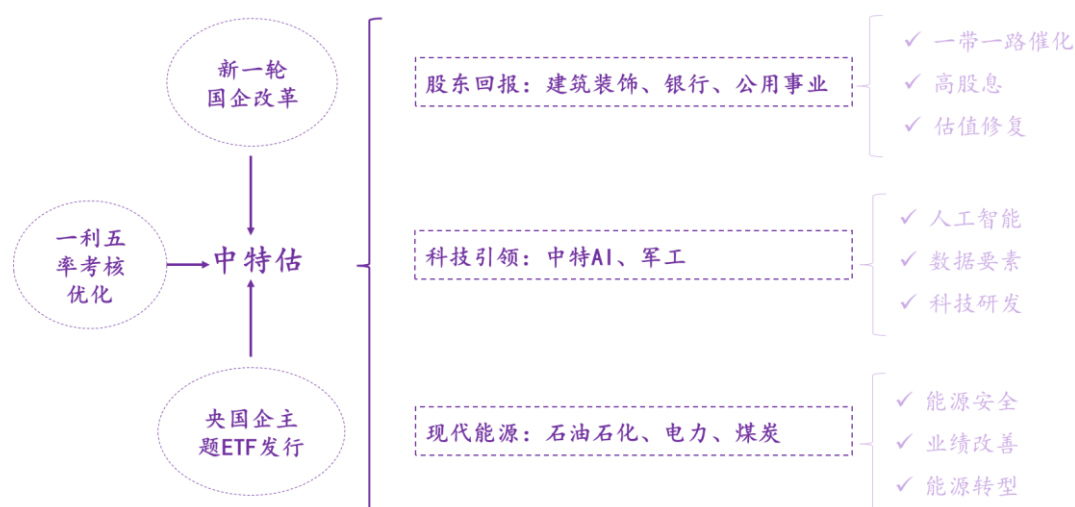 新一轮
国企改革
一利五
率考核
优化
中特估
央国企主
题ETF发行
股东回报：建筑装饰、银行、公用事业
一带一路催化
高股息
估值修复
科技引领：中特AI、军工
人工智能
数据要素
科技研发
现代能源：石油石化、电力、煤炭
能源安全
业绩改善
能源转型